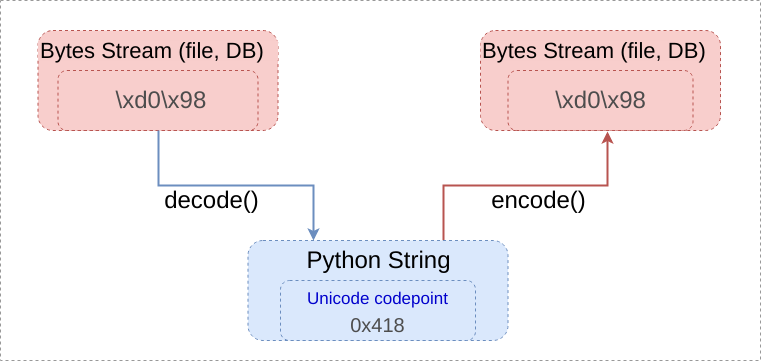 Bytes Stream (file, DB)
\xd0\x98
Bytes Stream (file, DB)
\xd0\x98
decode()
encode()
Python String
Unicode codepoint
0x418